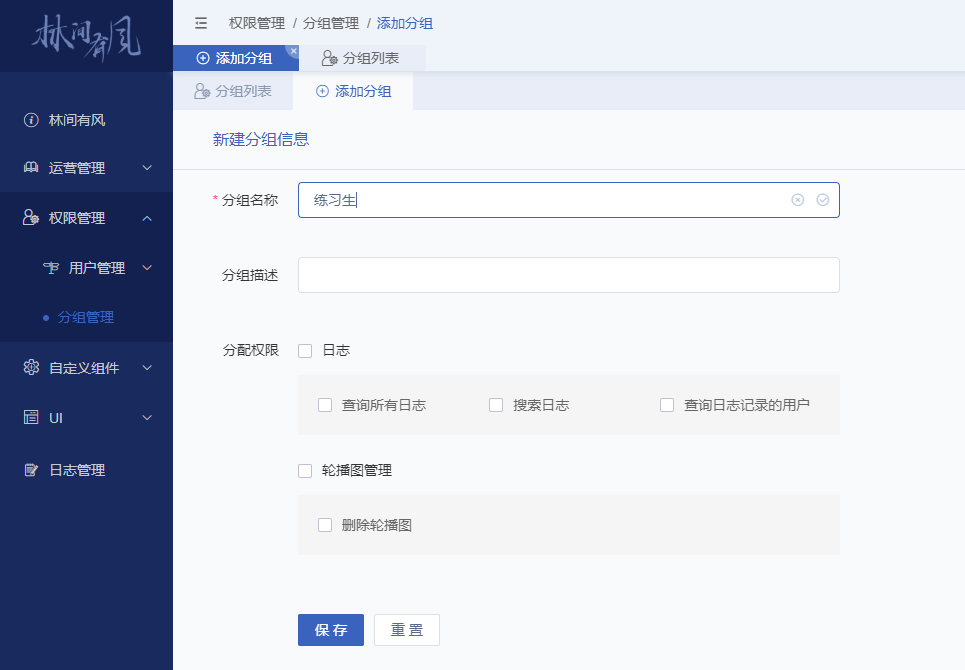 林间有风
权限管理 / 分组管理 / 添加分组
添加分组 分组列表
分组列表 添加分组
林间有风
运营管理
权限管理
用户管理
分组管理
自定义组件
UI
日志管理
新建分组信息
* 分组名称 练习生
分组描述
分配权限 日志
查询所有日志 搜索日志 查询日志记录的用户
轮播图管理
删除轮播图
保存 重置